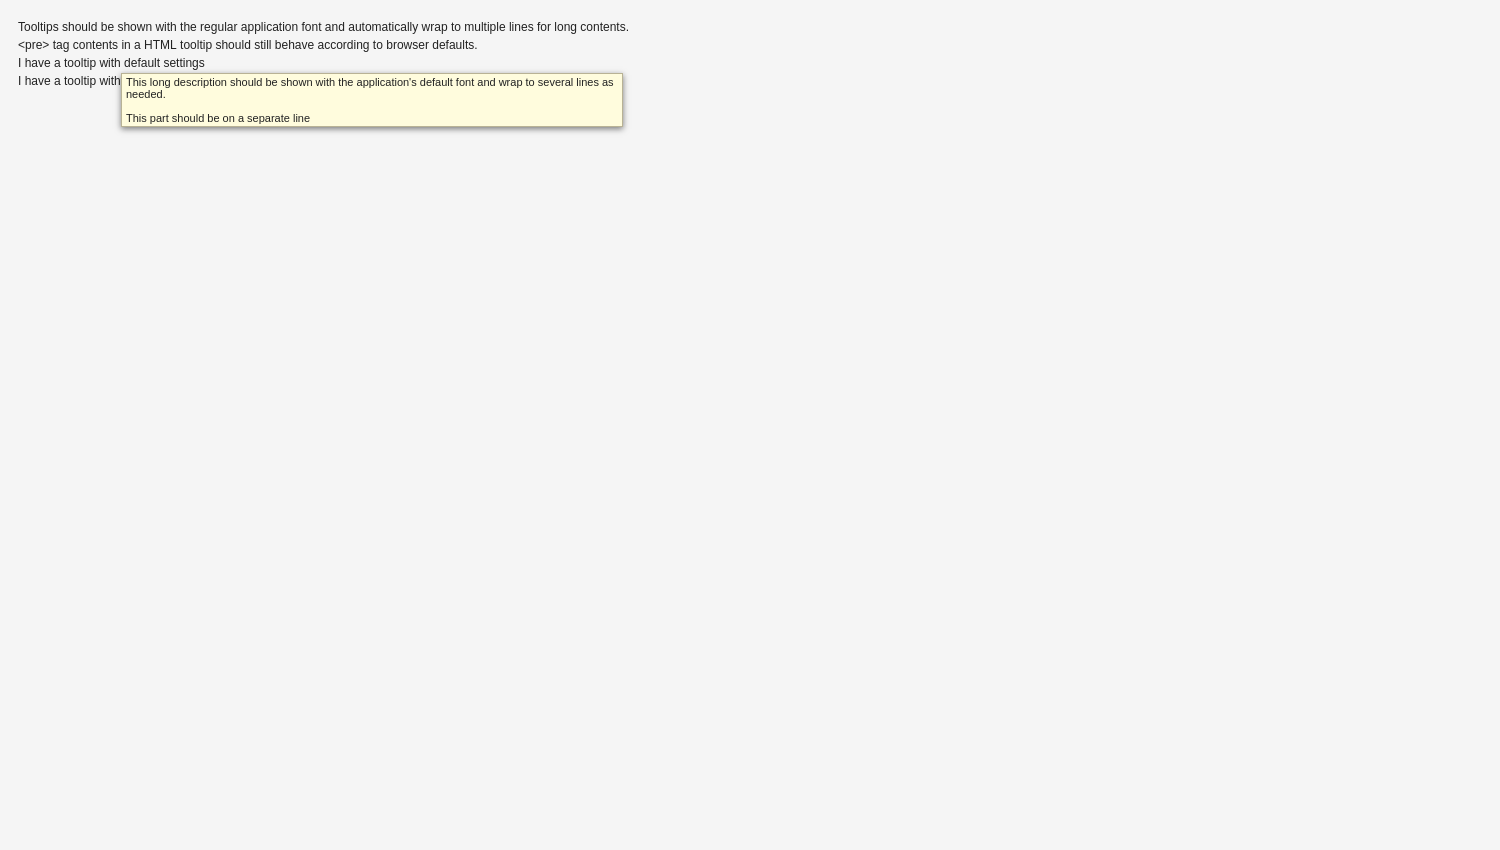 Tooltips should be shown with the regular application font and automatically wrap to multiple lines for long contents.
<pre> tag contents in a HTML tooltip should still behave according to browser defaults.
I have a tooltip with default settings
I have a tooltip with
This long description should be shown with the application's default font and wrap to several lines as
needed.
This part should be on a separate line